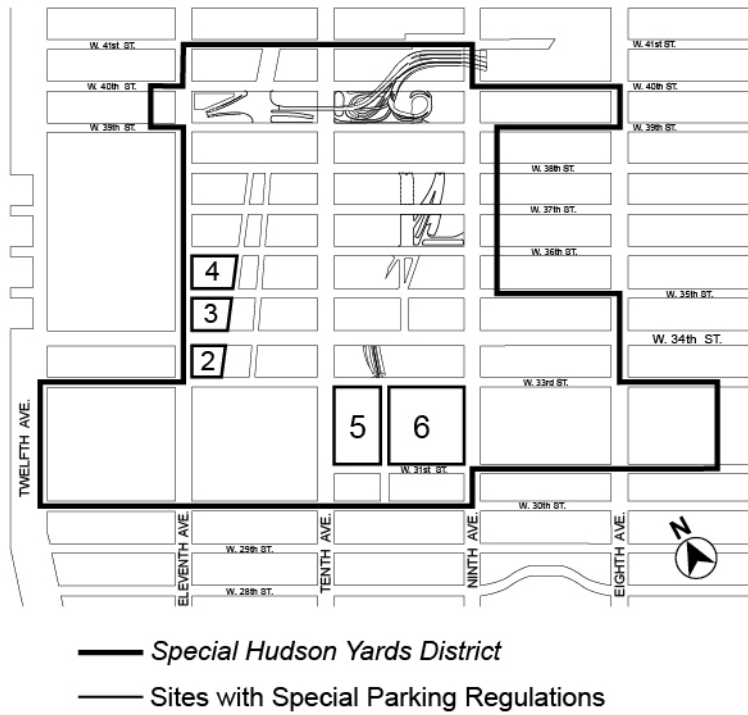 W. 41st ST.
W. 41st ST.
W. 40th ST.
W. 40th ST.
W. 39th ST.
W. 39th ST.
W. 38th ST.
W. 37th ST.
W. 36th ST.
4
W. 35th ST.
3
W. 34th ST.
2
W. 33rd ST.
TWELFTH AVE.
5
6
W. 31st ST.
W. 30th ST.
ELEVENTH AVE.
TENTH AVE.
NINTH AVE.
EIGHTH AVE.
N
W. 29th ST.
W. 28th ST.
Special Hudson Yards District
Sites with Special Parking Regulations